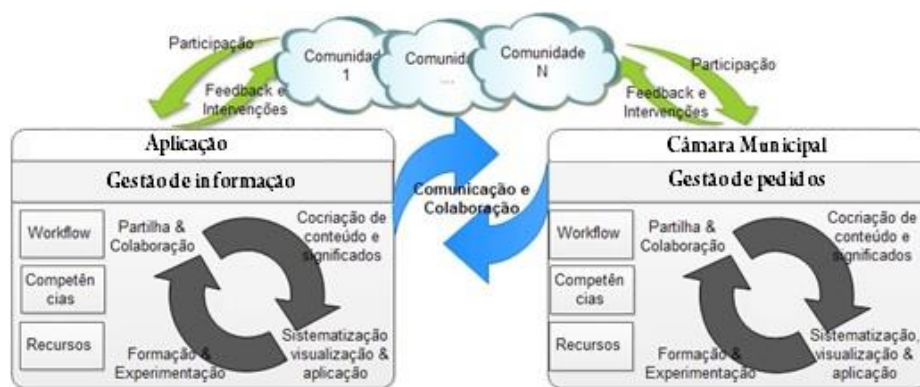 Participação
Comunidad
1
Comunida
...
Comunidade
N
Participação
Feedback e
Intervenções
Feedback e
Intervenções
Aplicação
Gestão de informação
Workflow
Competên
cias
Recursos
Partilha &
Colaboração
Cocriação de
conteúdo e
significados
Formação &
Experimentação
Sistematização
visualização &
aplicação
Comunicação e
Colaboração
Câmara Municipal
Gestão de pedidos
Workflow
Competên
cias
Recursos
Partilha &
Colaboração
Cocriação de
conteúdo e
significados
Formação &
Experimentação
Sistematização,
visualização &
aplicação